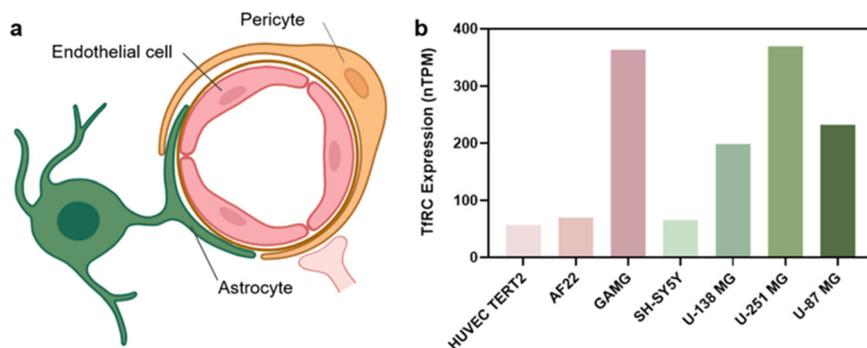 a
Pericyte
Endothelial cell
Astrocyte
b
TfRC Expression (nTPM)
400
300
200
100
0
HUVEC TERT2
AF22
GAMG
SH-SY5Y
U-138 MG
U-251 MG
U-87 MG